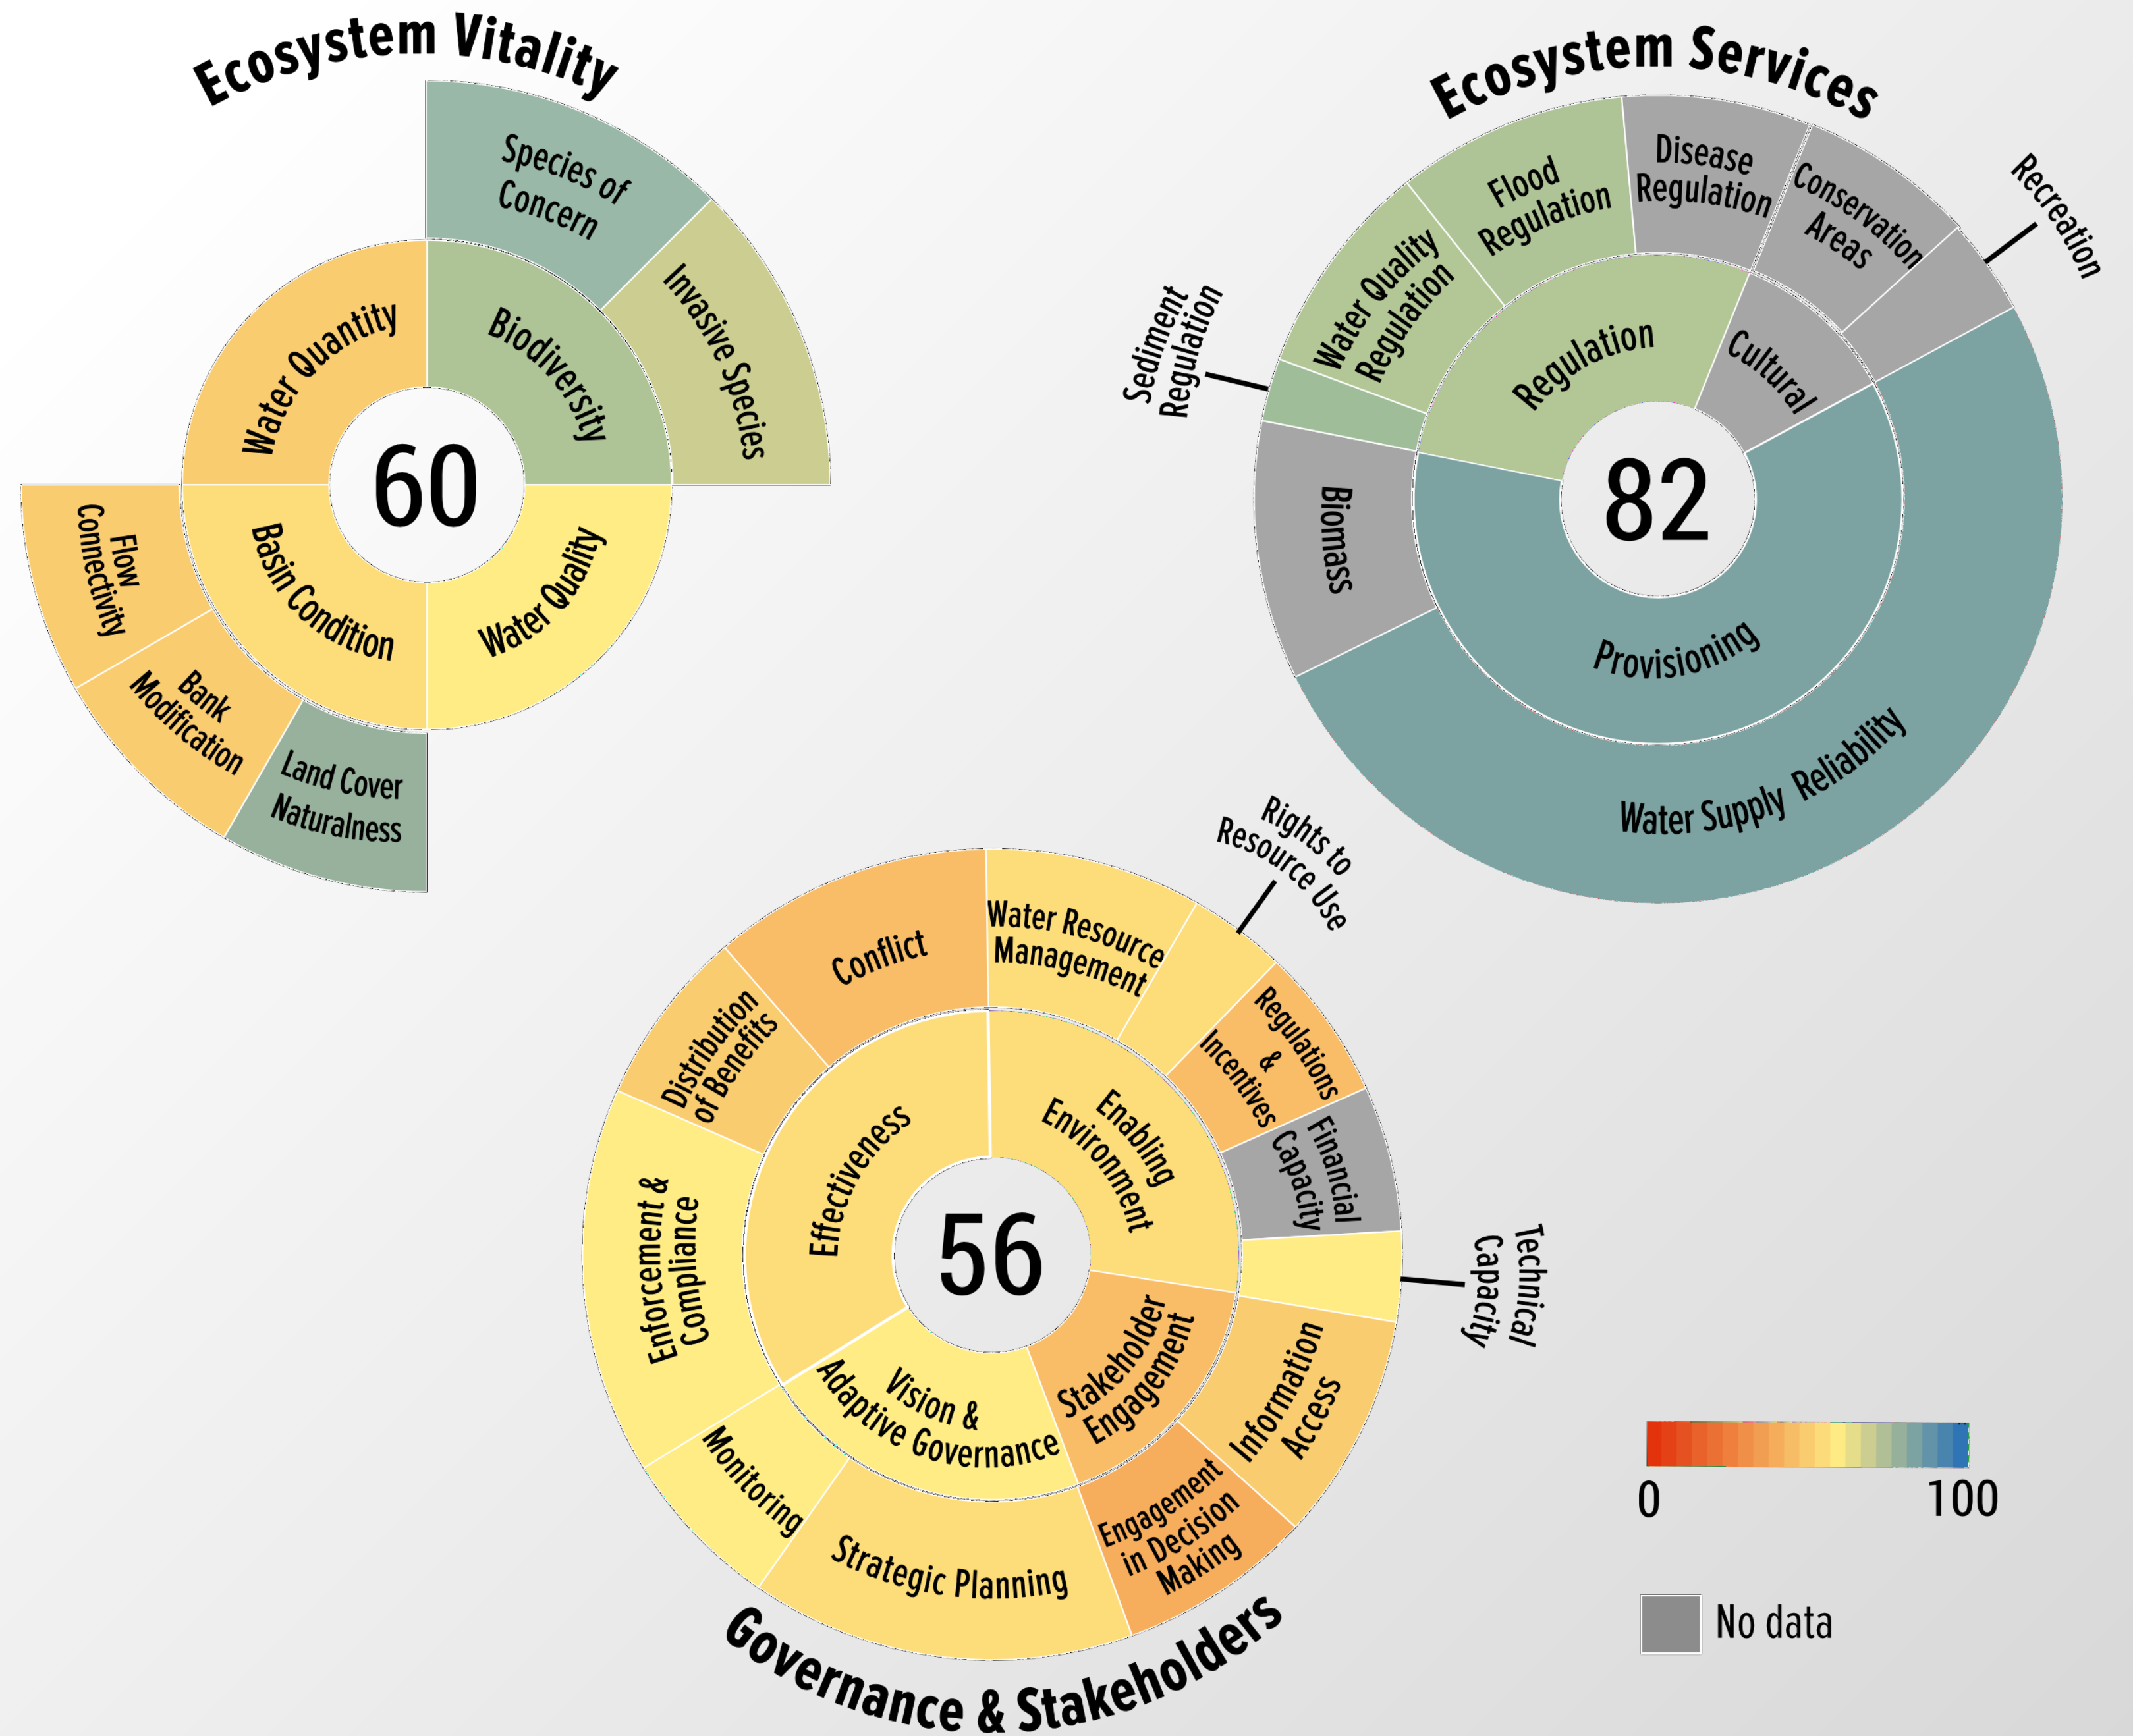 Ecosystem Vitality
Species of
Concern
Invasive Species
Water Quantity
Biodiversity
60
Basin Condition
Water Quality
Flow
Connectivity
Bank
Modification
Land Cover
Naturalness
Ecosystem Services
Disease
Regulation
Conservation
Areas
Recreation
Flood
Regulation
Water Quality
Regulation
Sediment
Regulation
Regulation
Cultural
82
Biomass
Provisioning
Water Supply Reliability
Rights to
Resource Use
Conflict
Water Resource
Management
Regulations
&
Incentives
Distribution
of Benefits
Financial
Capacity
Effectiveness
Enabling
Environment
Enforcement &
Compliance
56
Technical
Capacity
Stakeholder
Engagement
Information
Access
Vision &
Adaptive Governance
Monitoring
Strategic Planning
Engagement
in Decision
Making
Governance & Stakeholders
0 100
No data